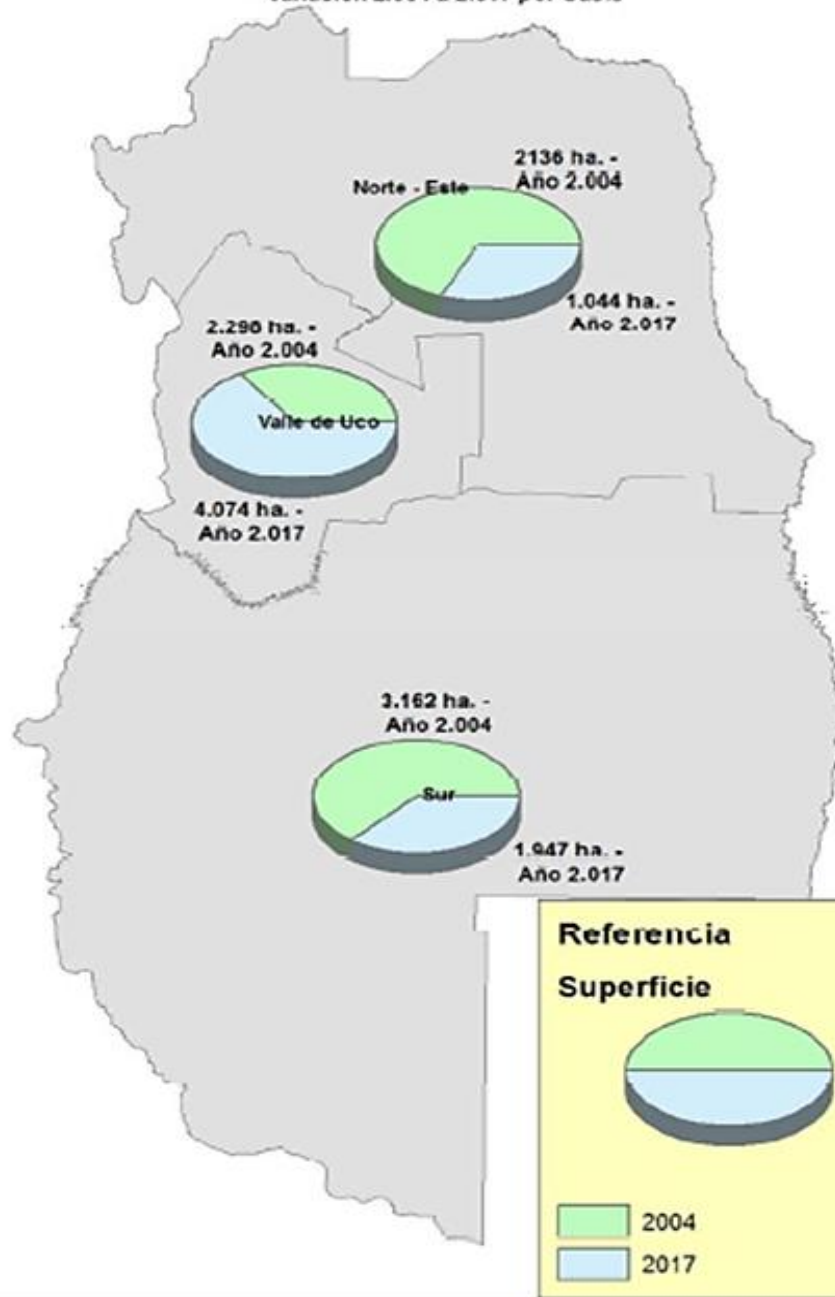 2136 ha. -
Año 2.004
Norte - Este
1.044 ha. -
Año 2.017
2.298 ha. -
Año 2.004
Valle de Uco
4.074 ha. -
Año 2.017
3.162 ha. -
Año 2.004
Sur
1.947 ha. -
Año 2.017
Referencia
Superficie
2004
2017